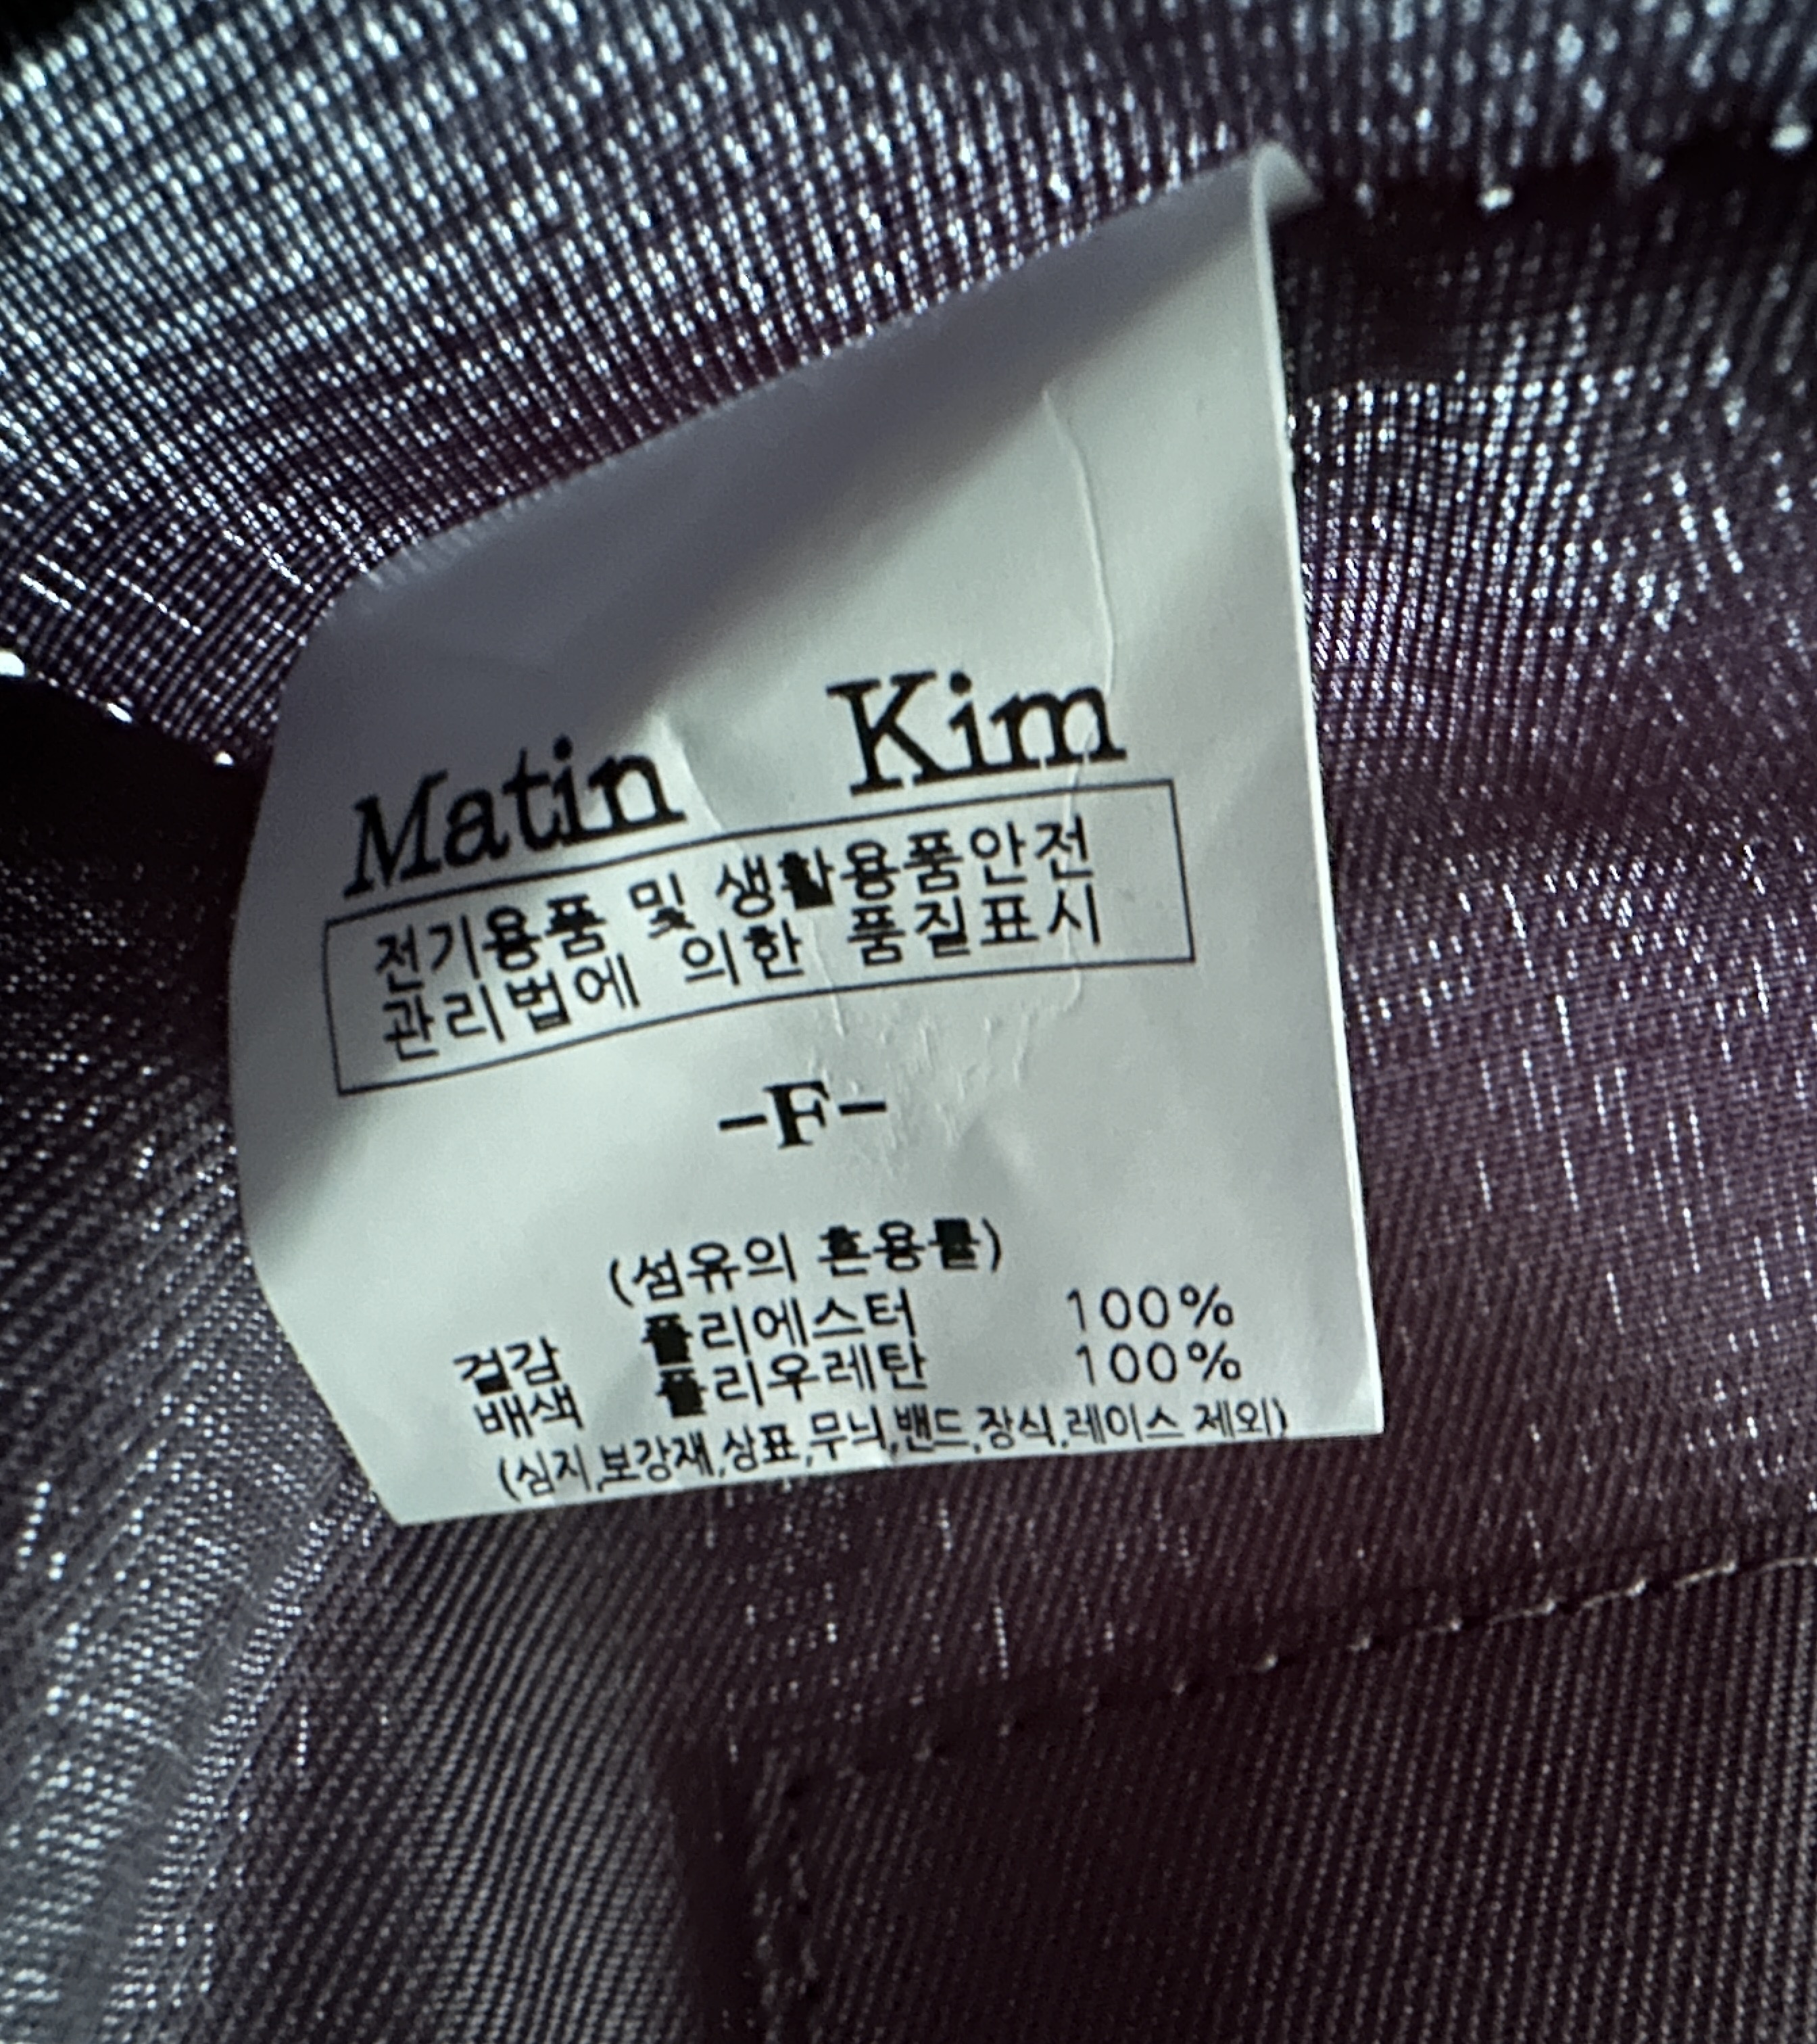 Matin Kim
전기용품 및 생활용품안전
관리법에 의한 품질표시
-F-
(섬유의 혼용률)
겉감 폴리에스터 100%
배색 폴리우레탄 100%
(심지,보강재,상표,무늬,밴드,장식,레이스 제외)